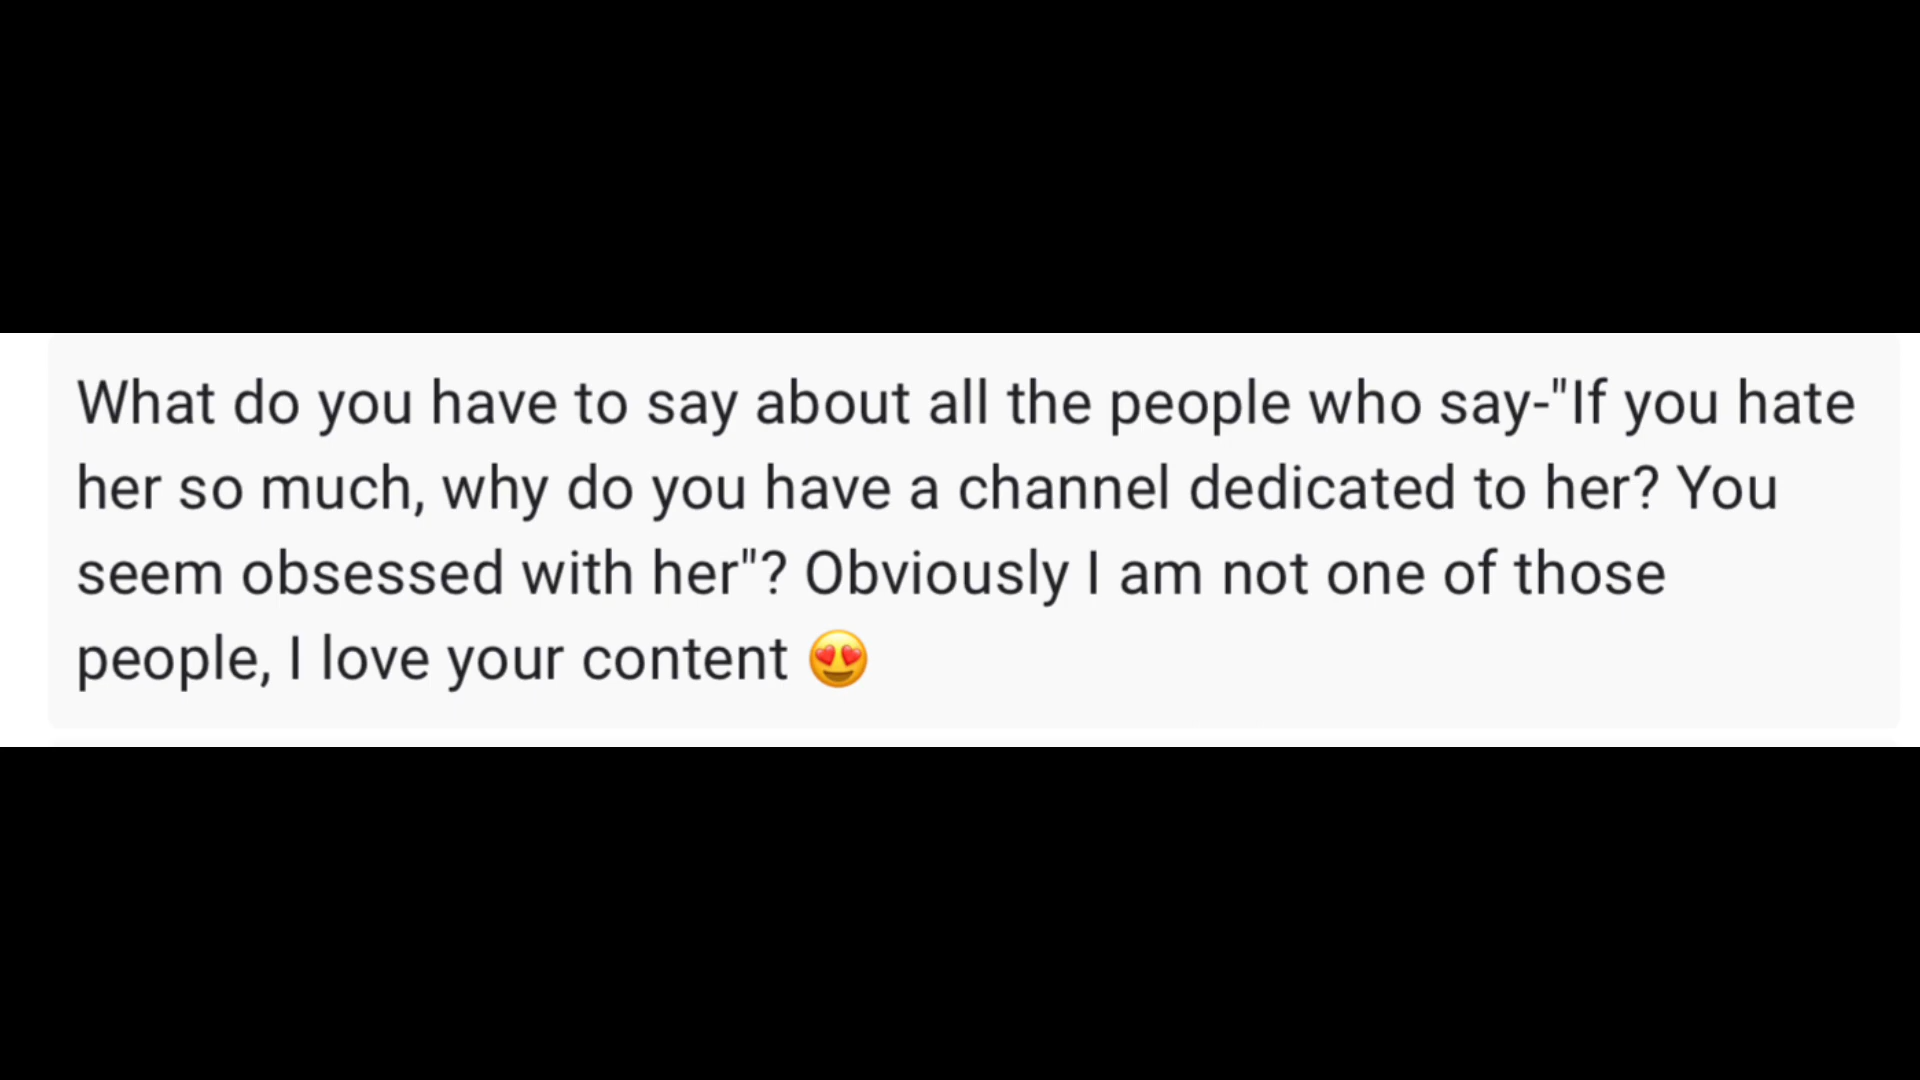 What do you have to say about all the people who say-"If you hate
her so much, why do you have a channel dedicated to her? You
seem obsessed with her"? Obviously I am not one of those
people, I love your content 😍